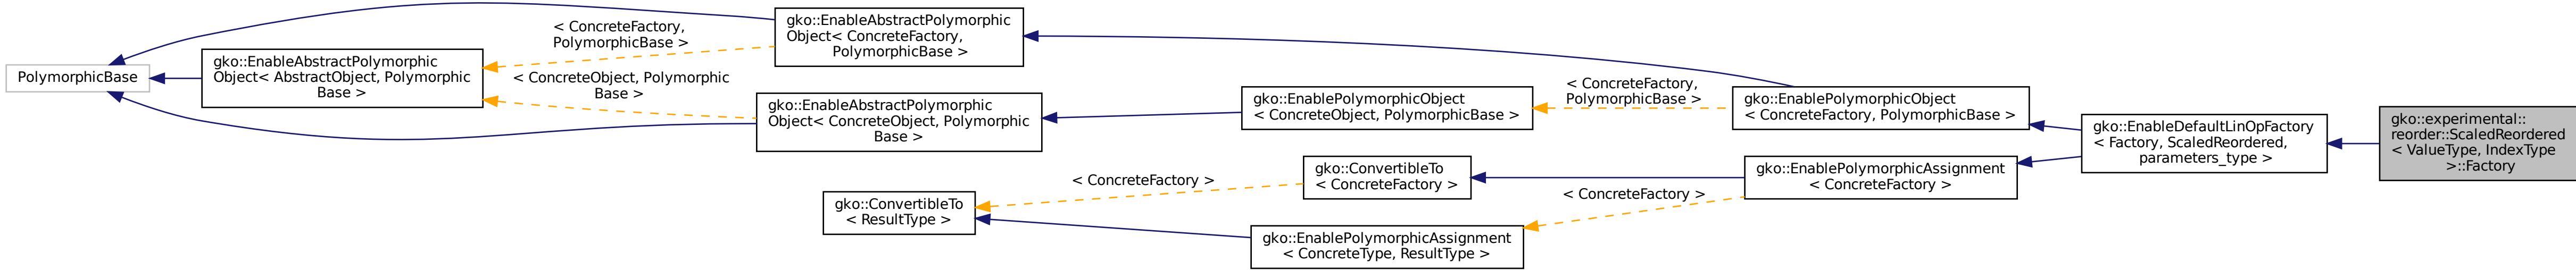 PolymorphicBase
gko::EnableAbstractPolymorphic
Object< AbstractObject, Polymorphic
Base >
< ConcreteFactory,
PolymorphicBase >
< ConcreteObject, Polymorphic
Base >
gko::EnableAbstractPolymorphic
Object< ConcreteFactory,
PolymorphicBase >
gko::EnableAbstractPolymorphic
Object< ConcreteObject, Polymorphic
Base >
gko::ConvertibleTo
< ResultType >
< ConcreteFactory >
gko::EnablePolymorphicObject
< ConcreteObject, PolymorphicBase >
gko::ConvertibleTo
< ConcreteFactory >
gko::EnablePolymorphicAssignment
< ConcreteType, ResultType >
< ConcreteFactory,
PolymorphicBase >
< ConcreteFactory >
gko::EnablePolymorphicObject
< ConcreteFactory, PolymorphicBase >
gko::EnablePolymorphicAssignment
< ConcreteFactory >
gko::EnableDefaultLinOpFactory
< Factory, ScaledReordered,
parameters_type >
gko::experimental::
reorder::ScaledReordered
< ValueType, IndexType
>::Factory